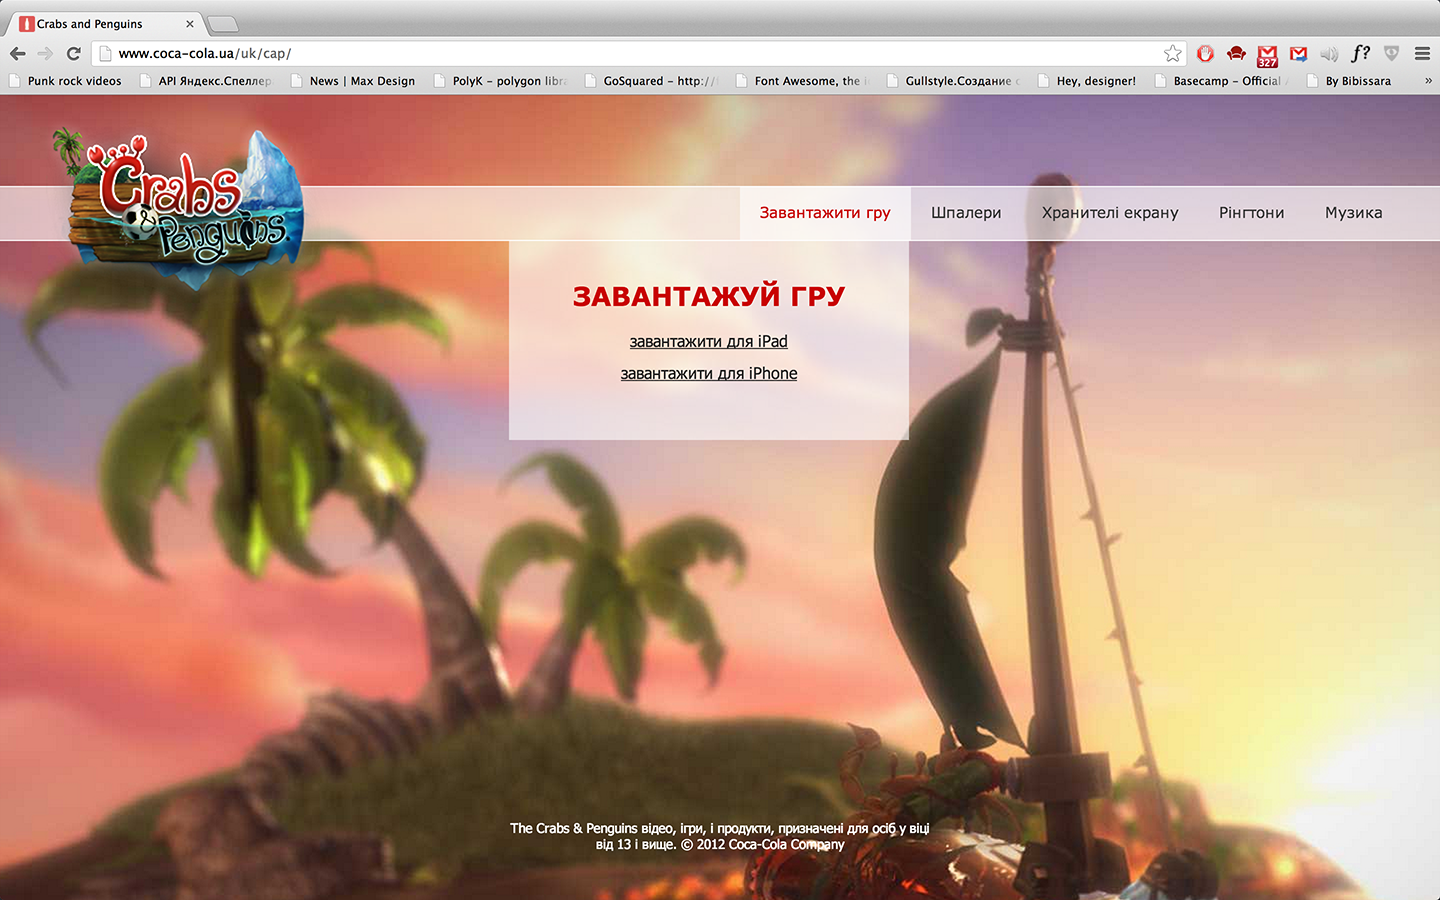 Crabs and Penguins
www.coca-cola.ua/uk/cap/
327
f?
Punk rock videos
API Яндекс.Спеллер
News | Max Design
PolyK – polygon libr
GoSquared – http://
Font Awesome, the i
Gullstyle.Создание с
Hey, designer!
Basecamp – Official
By Bibissara
»
Crabs
&
Penguins
Завантажити гру
Шпалери
Хранителі екрану
Рінгтони
Музика
ЗАВАНТАЖУЙ ГРУ
завантажити для iPad
завантажити для iPhone
The Crabs & Penguins відео, ігри, і продукти, призначені для осіб у віці
від 13 і вище. © 2012 Coca-Cola Company